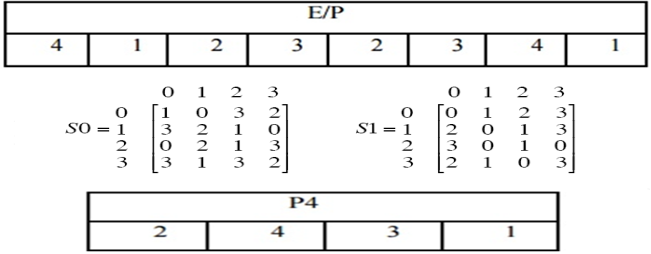 E/P
4 1 2 3 2 3 4 1
0 1 2 3 0 1 2 3
0 [1 0 3 2] 0 [0 1 2 3]
S0 = 1 [3 2 1 0] S1 = 1 [2 0 1 3]
2 [0 2 1 3] 2 [3 0 1 0]
3 [3 1 3 2] 3 [2 1 0 3]
P4
2 4 3 1